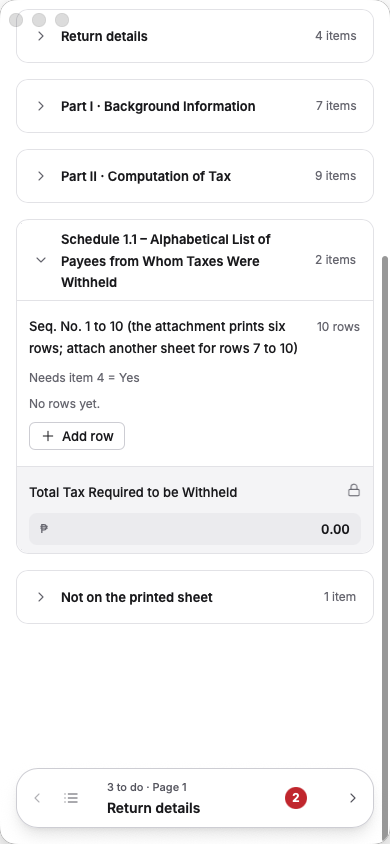 Return details
4 items
Part I · Background Information
7 items
Part II · Computation of Tax
9 items
Schedule 1.1 – Alphabetical List of
Payees from Whom Taxes Were
Withheld
2 items
Seq. No. 1 to 10 (the attachment prints six
rows; attach another sheet for rows 7 to 10)
10 rows
Needs item 4 = Yes
No rows yet.
Add row
Total Tax Required to be Withheld
₱
0.00
Not on the printed sheet
1 item
3 to do · Page 1
Return details
2